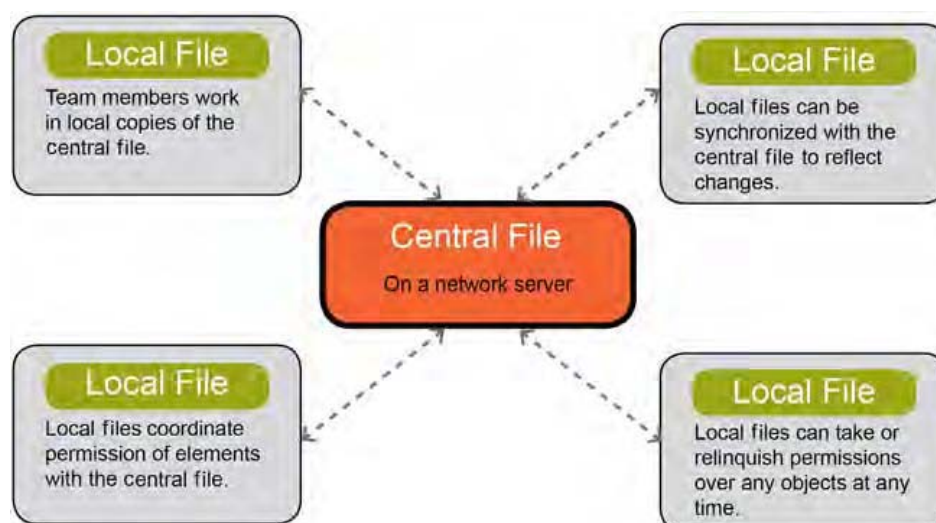 Local File
Team members work
in local copies of the
central file.
Local File
Local files can be
synchronized with the
central file to reflect
changes.
Central File
On a network server
Local File
Local files coordinate
permission of elements
with the central file.
Local File
Local files can take or
relinquish permissions
over any objects at any
time.